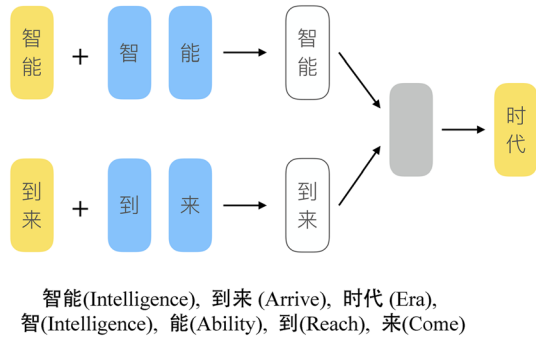 智能 + 智 能 智能
时代
到来 + 到 来 到来
智能(Intelligence), 到来 (Arrive), 时代 (Era),
智(Intelligence), 能(Ability), 到(Reach), 来(Come)